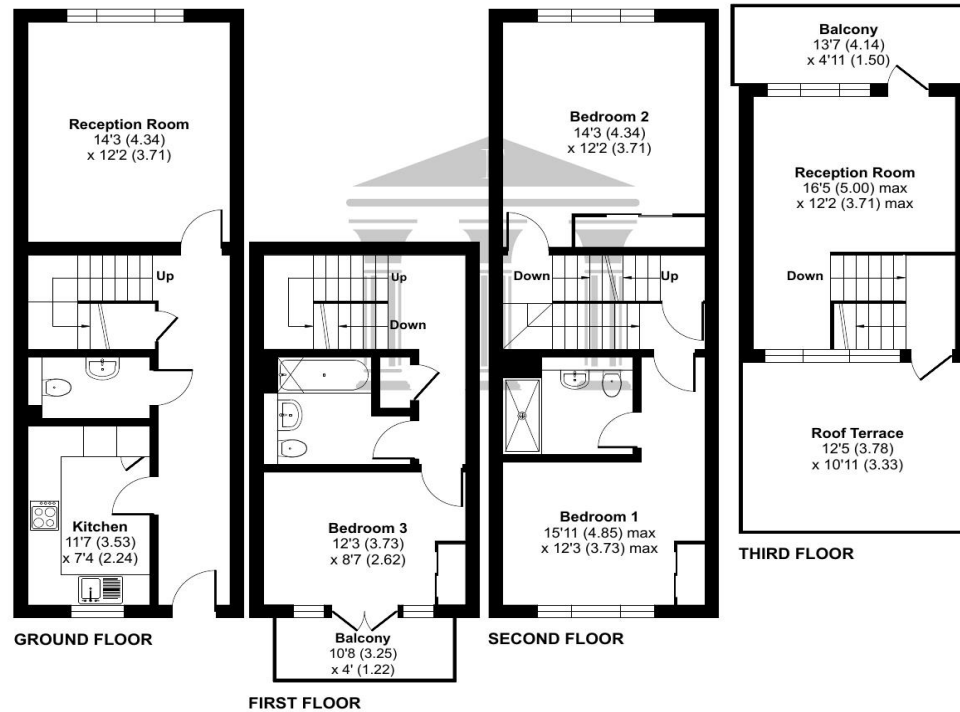 Reception Room
14'3 (4.34)
x 12'2 (3.71)
Up
Kitchen
11'7 (3.53)
x 7'4 (2.24)
GROUND FLOOR
Up
Down
Bedroom 3
12'3 (3.73)
x 8'7 (2.62)
Balcony
10'8 (3.25)
x 4' (1.22)
FIRST FLOOR
Bedroom 2
14'3 (4.34)
x 12'2 (3.71)
Down
Up
Bedroom 1
15'11 (4.85) max
x 12'3 (3.73) max
SECOND FLOOR
Balcony
13'7 (4.14)
x 4'11 (1.50)
Reception Room
16'5 (5.00) max
x 12'2 (3.71) max
Down
Roof Terrace
12'5 (3.78)
x 10'11 (3.33)
THIRD FLOOR